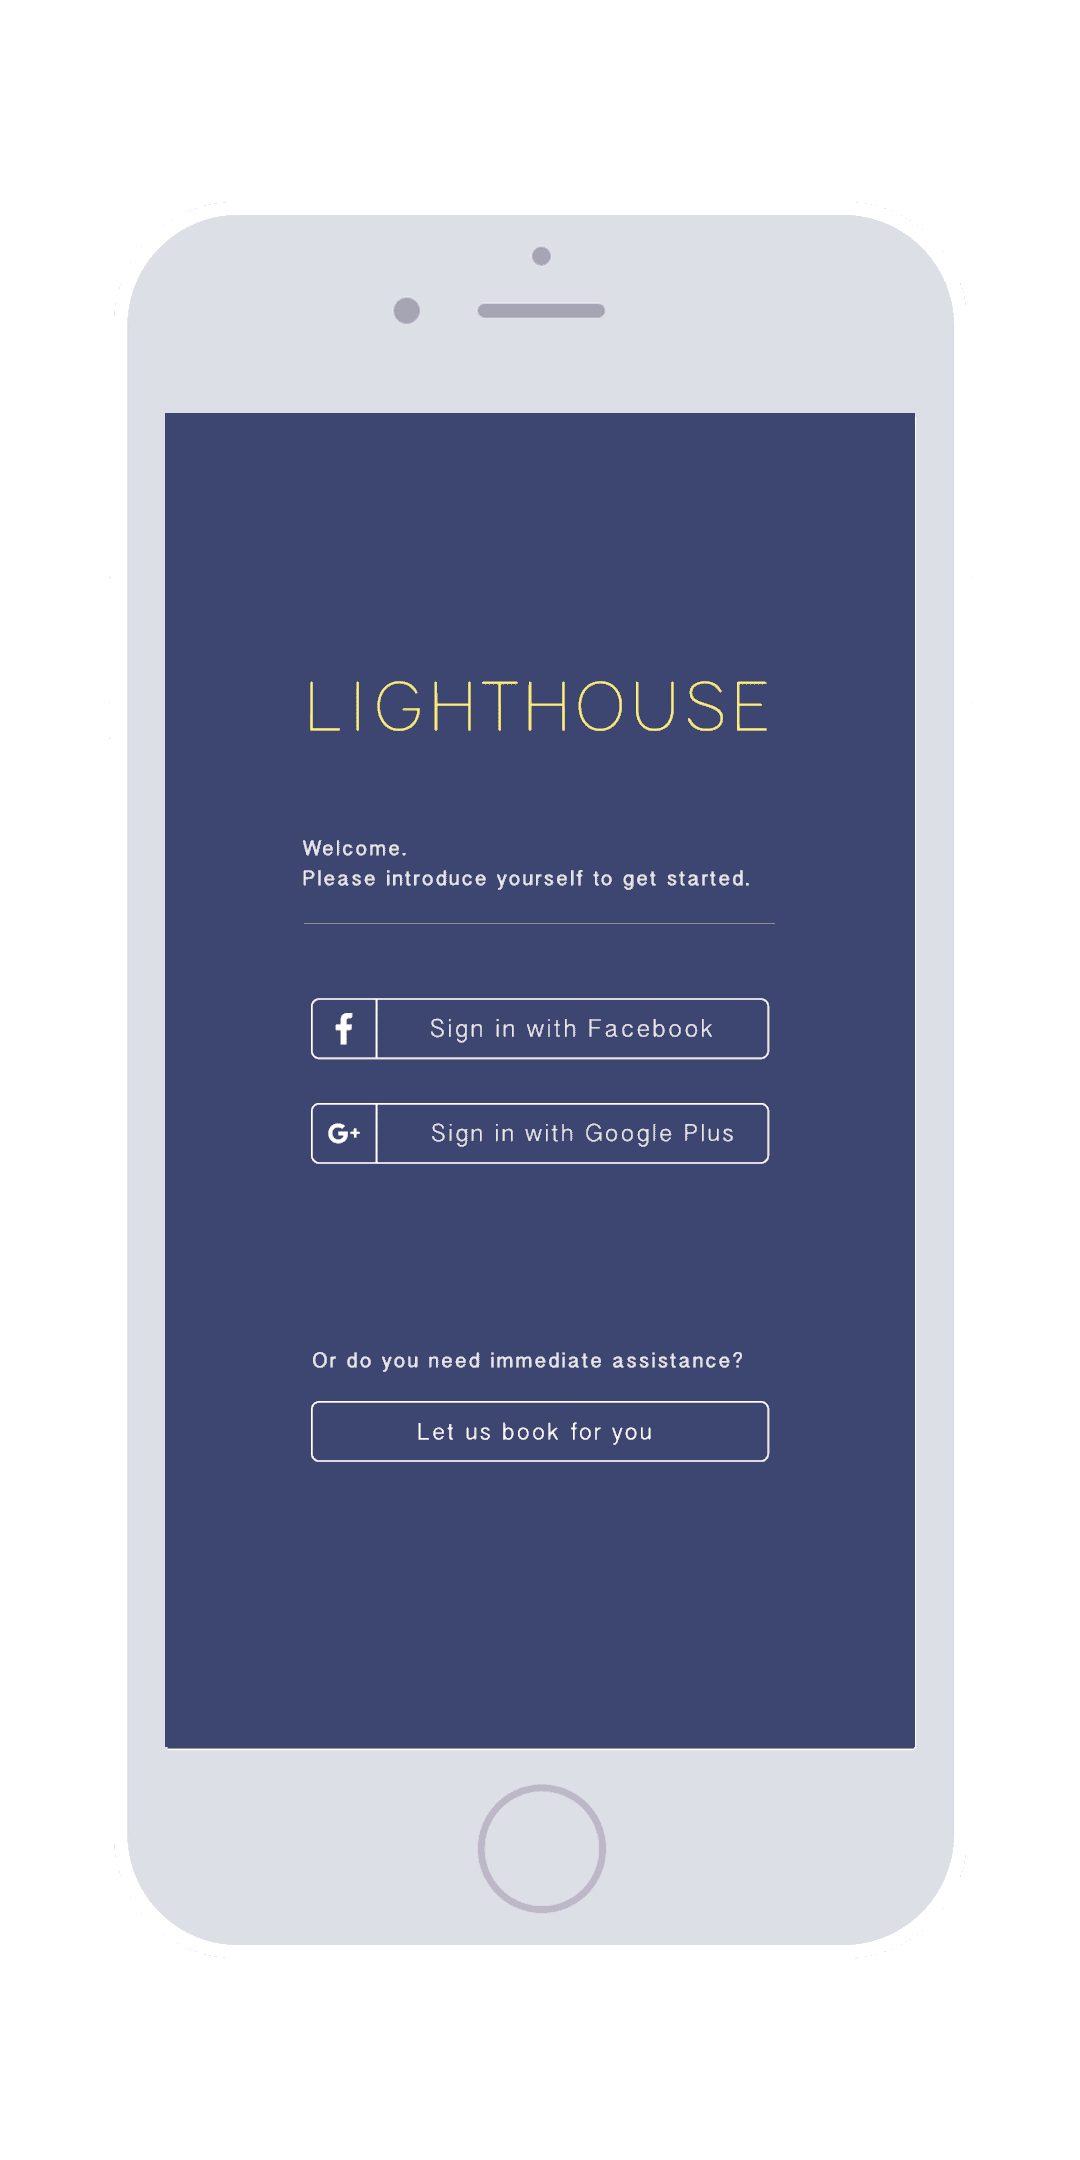 LIGHTHOUSE
Welcome.
Please introduce yourself to get started.
f Sign in with Facebook
G+ Sign in with Google Plus
Or do you need immediate assistance?
Let us book for you